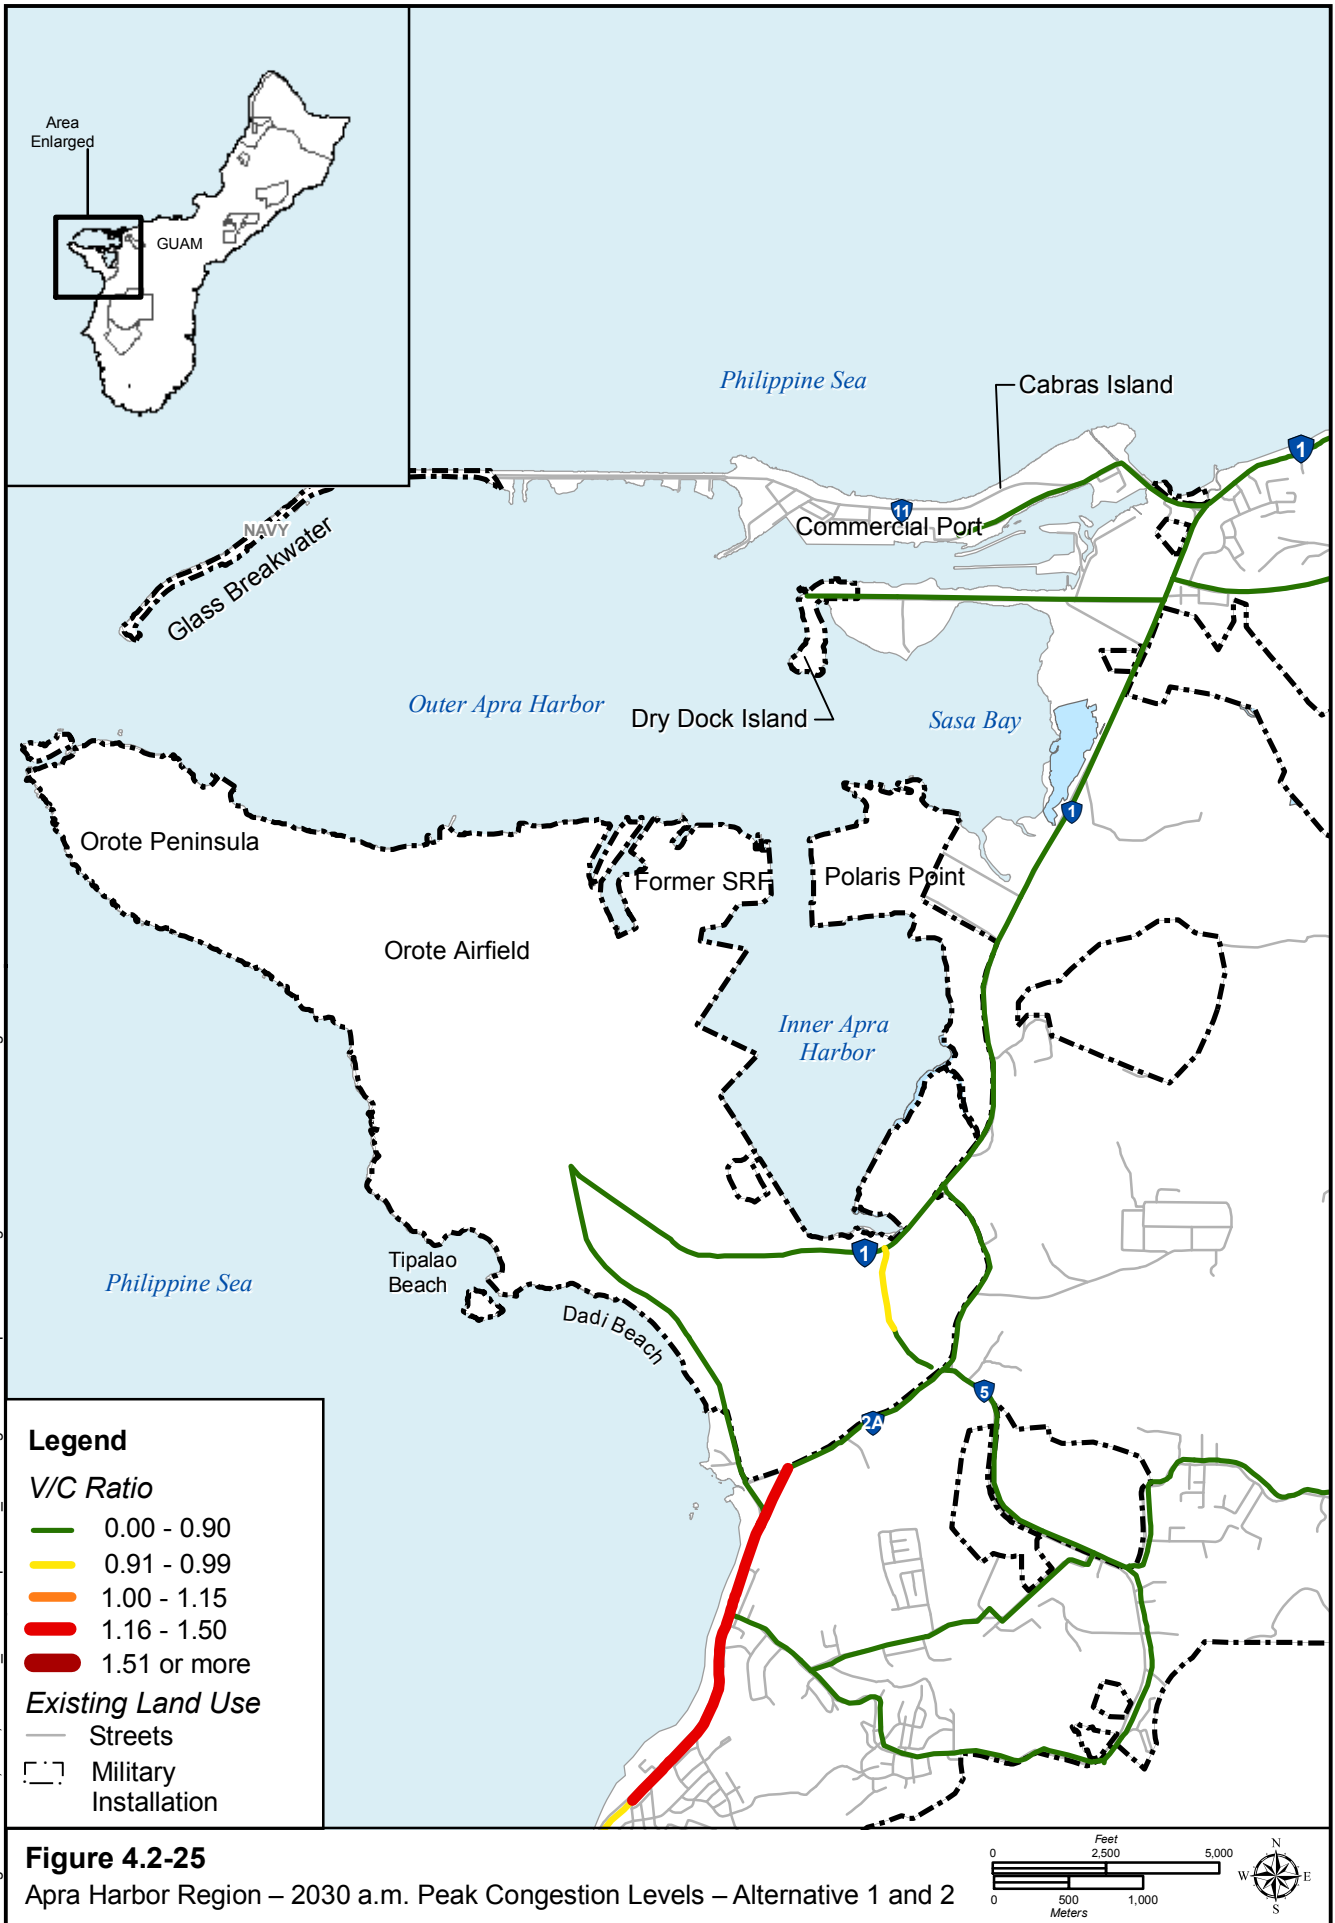 Area
Enlarged
GUAM
Philippine Sea
Cabras Island
1
11
Commercial Port
NAVY
Glass Breakwater
Outer Apra Harbor
Dry Dock Island
Sasa Bay
1
Orote Peninsula
Former SRF
Polaris Point
Orote Airfield
Inner Apra
Harbor
1
Tipalao
Beach
Philippine Sea
Dadi Beach
5
2A
Legend
V/C Ratio
0.00 - 0.90
0.91 - 0.99
1.00 - 1.15
1.16 - 1.50
1.51 or more
Existing Land Use
Streets
Military
Installation
Figure 4.2-25
Apra Harbor Region – 2030 a.m. Peak Congestion Levels – Alternative 1 and 2
Feet
0 2,500 5,000
0 500 1,000
Meters
N
W E
S